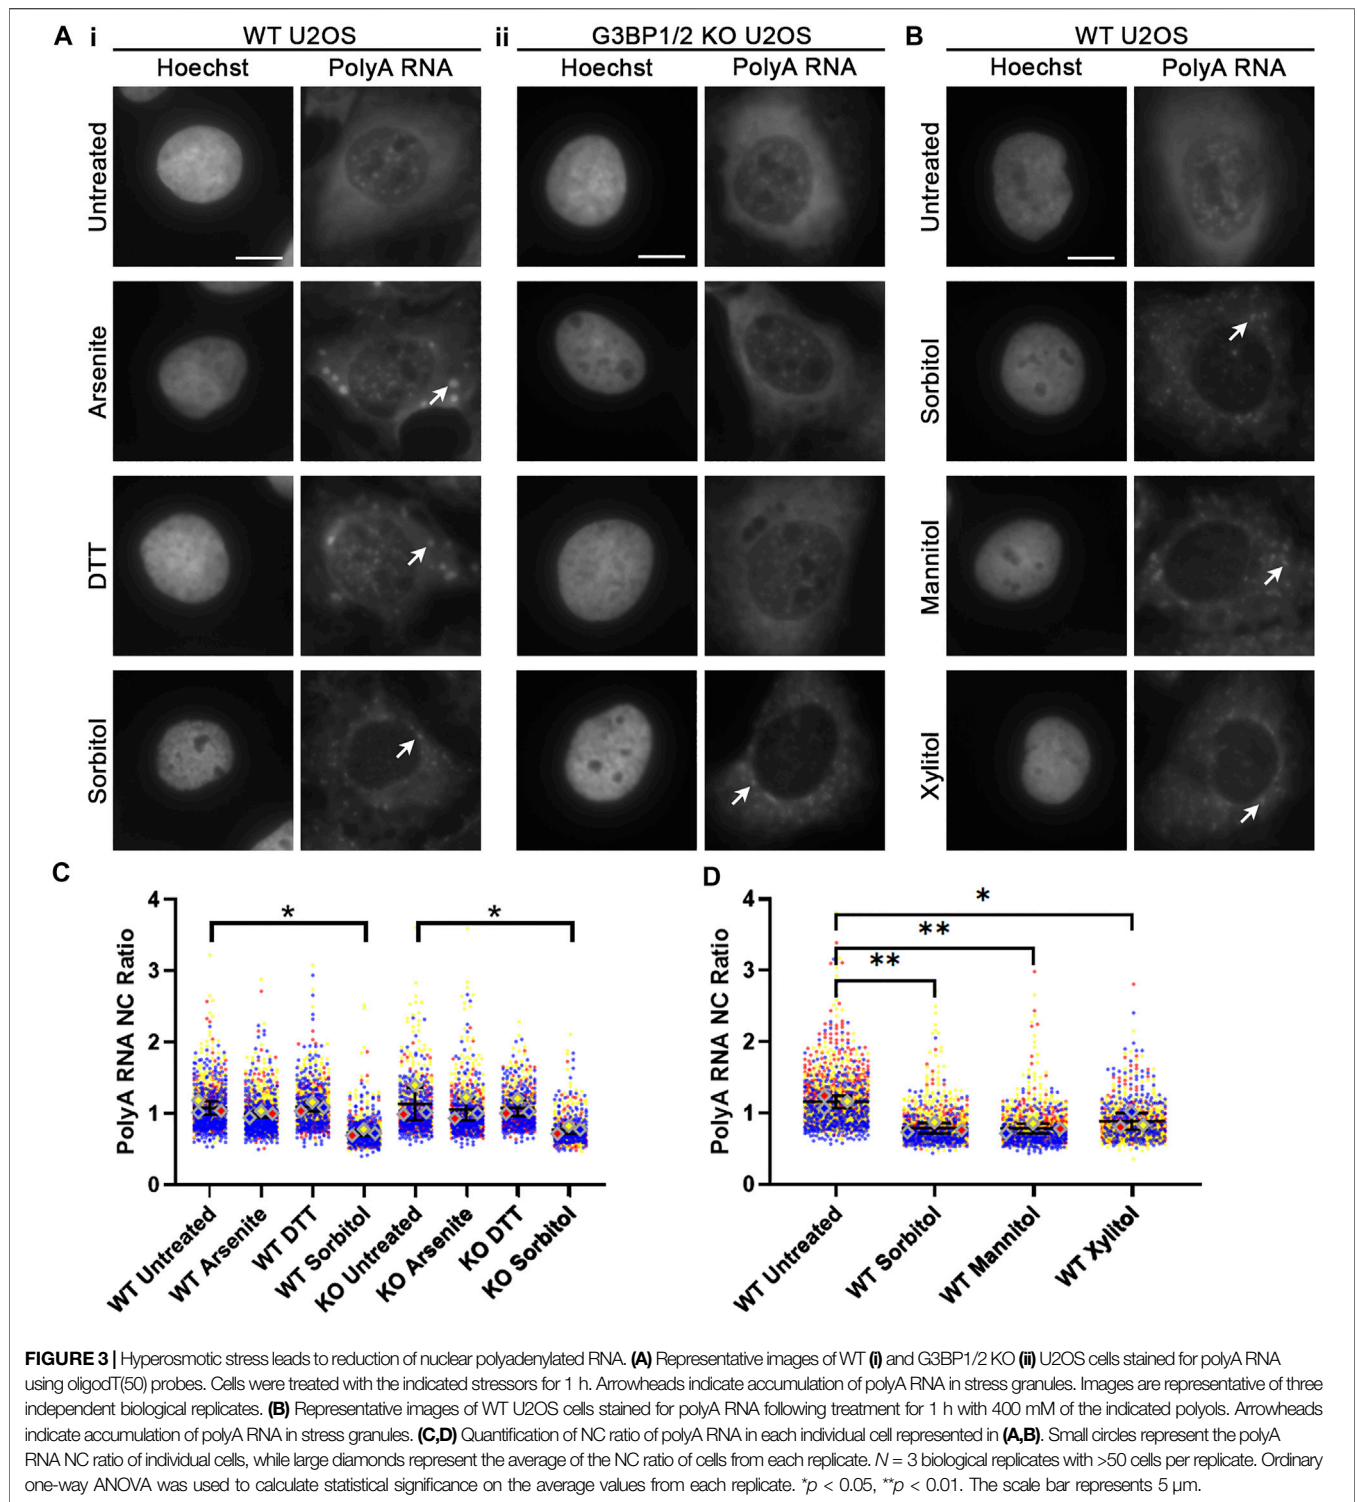 A i WT U2OS ii G3BP1/2 KO U2OS B WT U2OS
Hoechst PolyA RNA Hoechst PolyA RNA Hoechst PolyA RNA
Untreated Untreated
Arsenite Sorbitol
DTT Mannitol
Sorbitol Xylitol
C
PolyA RNA NC Ratio
4
3
2
1
0
* *
WT Untreated
WT Arsenite
WT DTT
WT Sorbitol
KO Untreated
KO Arsenite
KO DTT
KO Sorbitol
D
PolyA RNA NC Ratio
4
3
2
1
0
*
**
**
WT Untreated
WT Sorbitol
WT Mannitol
WT Xylitol
FIGURE 3 | Hyperosmotic stress leads to reduction of nuclear polyadenylated RNA. (A) Representative images of WT (i) and G3BP1/2 KO (ii) U2OS cells stained for polyA RNA
using oligodT(50) probes. Cells were treated with the indicated stressors for 1 h. Arrowheads indicate accumulation of polyA RNA in stress granules. Images are representative of three
independent biological replicates. (B) Representative images of WT U2OS cells stained for polyA RNA following treatment for 1 h with 400 mM of the indicated polyols. Arrowheads
indicate accumulation of polyA RNA in stress granules. (C,D) Quantification of NC ratio of polyA RNA in each individual cell represented in (A,B). Small circles represent the polyA
RNA NC ratio of individual cells, while large diamonds represent the average of the NC ratio of cells from each replicate. N = 3 biological replicates with >50 cells per replicate. Ordinary
one-way ANOVA was used to calculate statistical significance on the average values from each replicate. *p < 0.05, **p < 0.01. The scale bar represents 5 µm.